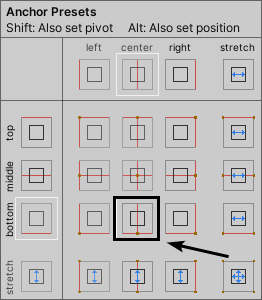 Anchor Presets
Shift: Also set pivot Alt: Also set position
left center right stretch
top
middle
bottom
stretch